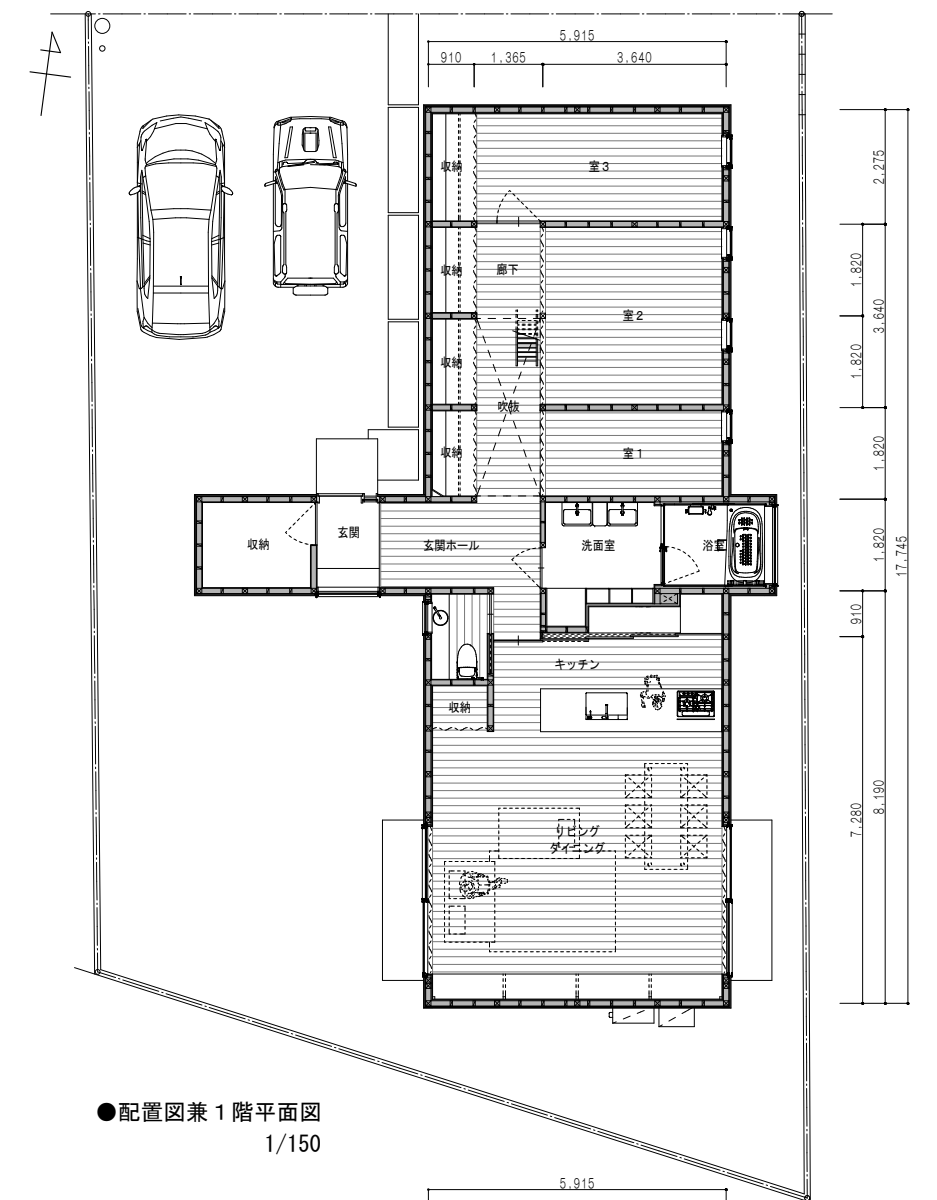 5,915
910 1,365 3,640
収納 室3
2,275
収納 廊下
1,820
室2
3,640
収納
1,820
吹抜
収納 室1
1,820
収納 玄関 玄関ホール 洗面室 浴室
1,820
17,745
910
キッチン
収納
リビング
ダイニング
7,280
8,190
●配置図兼1階平面図
1/150
5,915